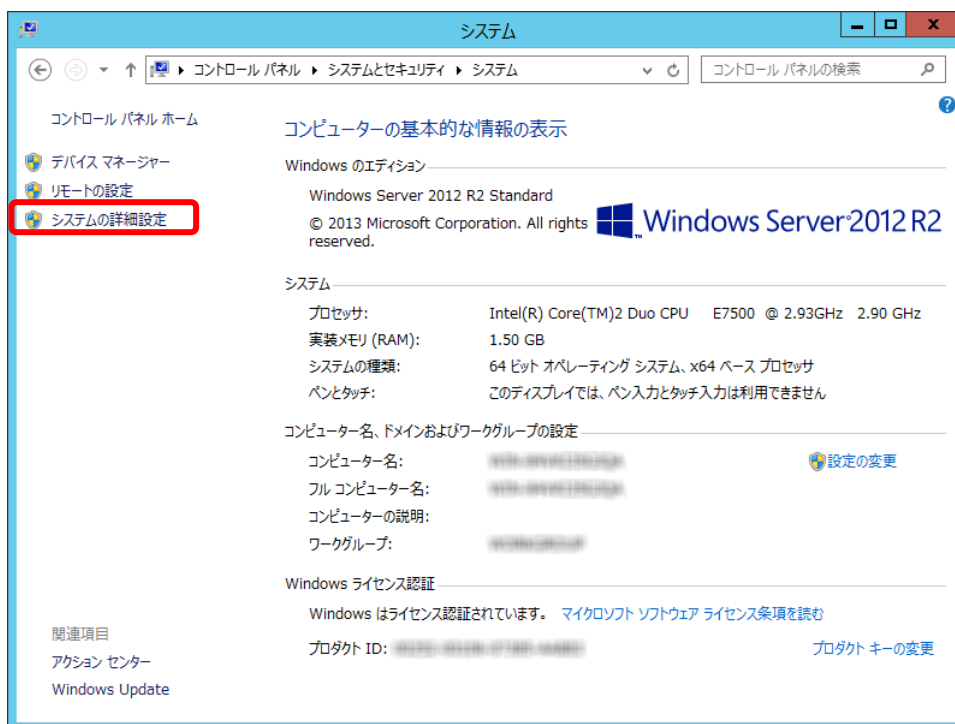 システム
コントロール パネル ▸ システムとセキュリティ ▸ システム
コントロール パネルの検索
コントロール パネル ホーム
デバイス マネージャー
リモートの設定
システムの詳細設定
コンピューターの基本的な情報の表示
Windows のエディション
Windows Server 2012 R2 Standard
© 2013 Microsoft Corporation. All rights
reserved.
Windows Server 2012 R2
システム
プロセッサ: Intel(R) Core(TM)2 Duo CPU E7500 @ 2.93GHz 2.90 GHz
実装メモリ (RAM): 1.50 GB
システムの種類: 64 ビット オペレーティング システム、x64 ベース プロセッサ
ペンとタッチ: このディスプレイでは、ペン入力とタッチ入力は利用できません
コンピューター名、ドメインおよびワークグループの設定
コンピューター名: 設定の変更
フル コンピューター名:
コンピューターの説明:
ワークグループ:
Windows ライセンス認証
Windows はライセンス認証されています。 マイクロソフト ソフトウェア ライセンス条項を読む
プロダクト ID: プロダクト キーの変更
関連項目
アクション センター
Windows Update